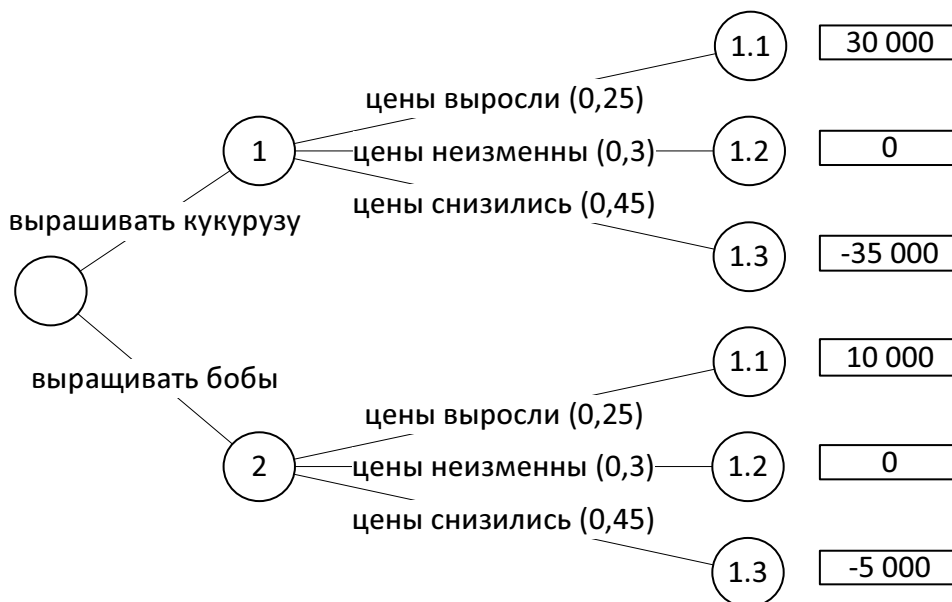 1.1 30 000
цены выросли (0,25)
1 цены неизменны (0,3) 1.2 0
цены снизились (0,45)
вырашивать кукурузу
1.3 -35 000
1.1 10 000
выращивать бобы
цены выросли (0,25)
2 цены неизменны (0,3) 1.2 0
цены снизились (0,45)
1.3 -5 000